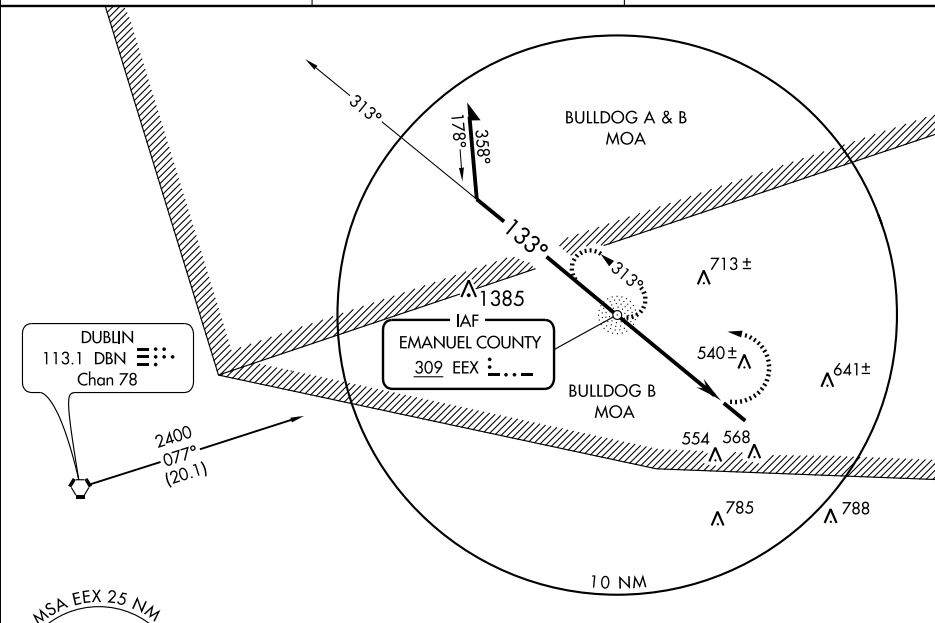 313°
178°
358°
BULLDOG A & B
MOA
133°
313°
713 ±
1385
IAF
EMANUEL COUNTY
309 EEX
DUBLIN
113.1 DBN
Chan 78
540 ±
641 ±
BULLDOG B
MOA
2400
077°
(20.1)
554
568
785
788
10 NM
MSA EEX 25 NM